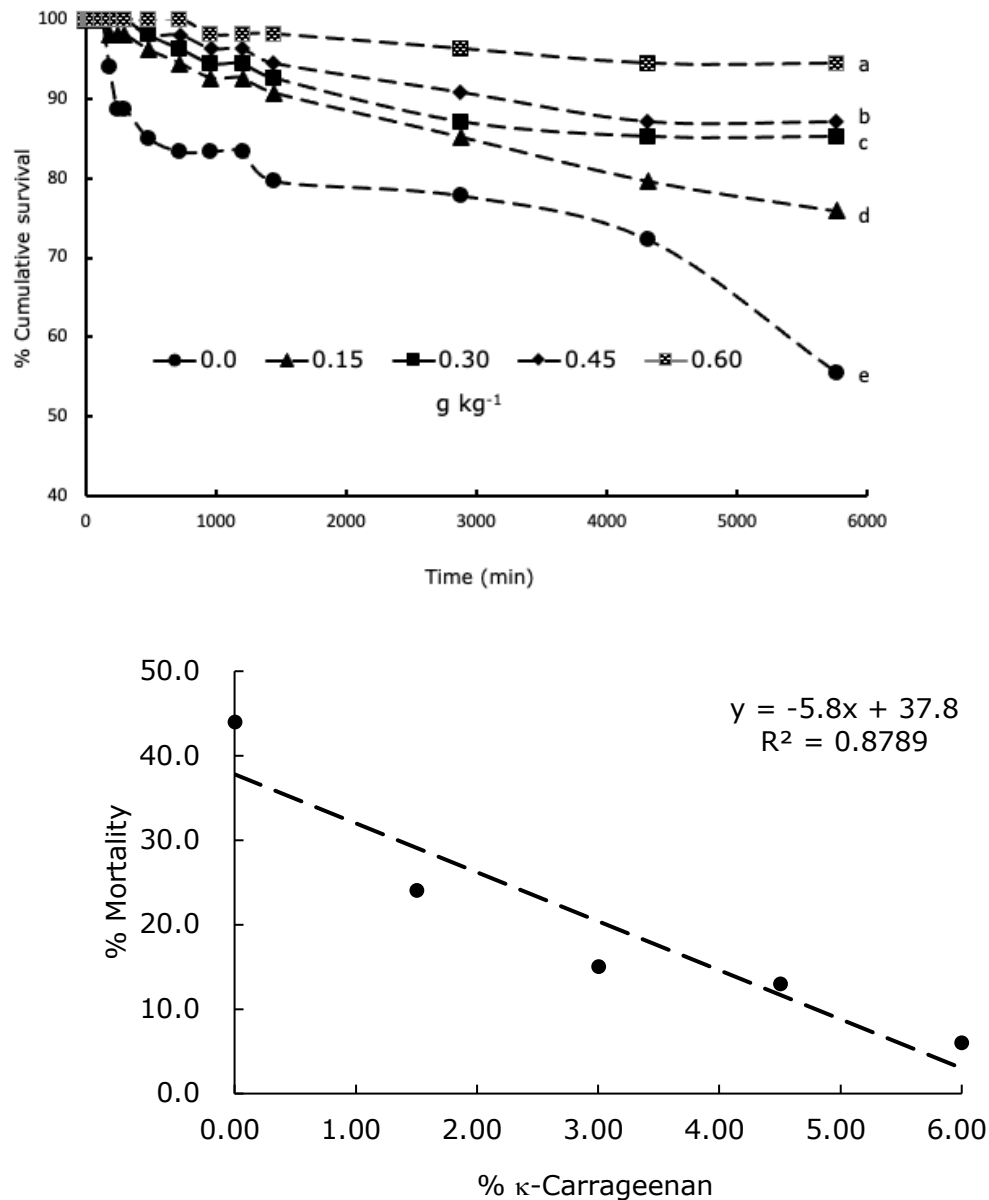 100
90
80
70
60
50
40
% Cumulative survival
a
b
c
d
e
0.0 0.15 0.30 0.45 0.60
g kg⁻¹
0 1000 2000 3000 4000 5000 6000
Time (min)
50.0
40.0
30.0
20.0
10.0
0.0
% Mortality
y = -5.8x + 37.8
R² = 0.8789
0.00 1.00 2.00 3.00 4.00 5.00 6.00
% κ-Carrageenan